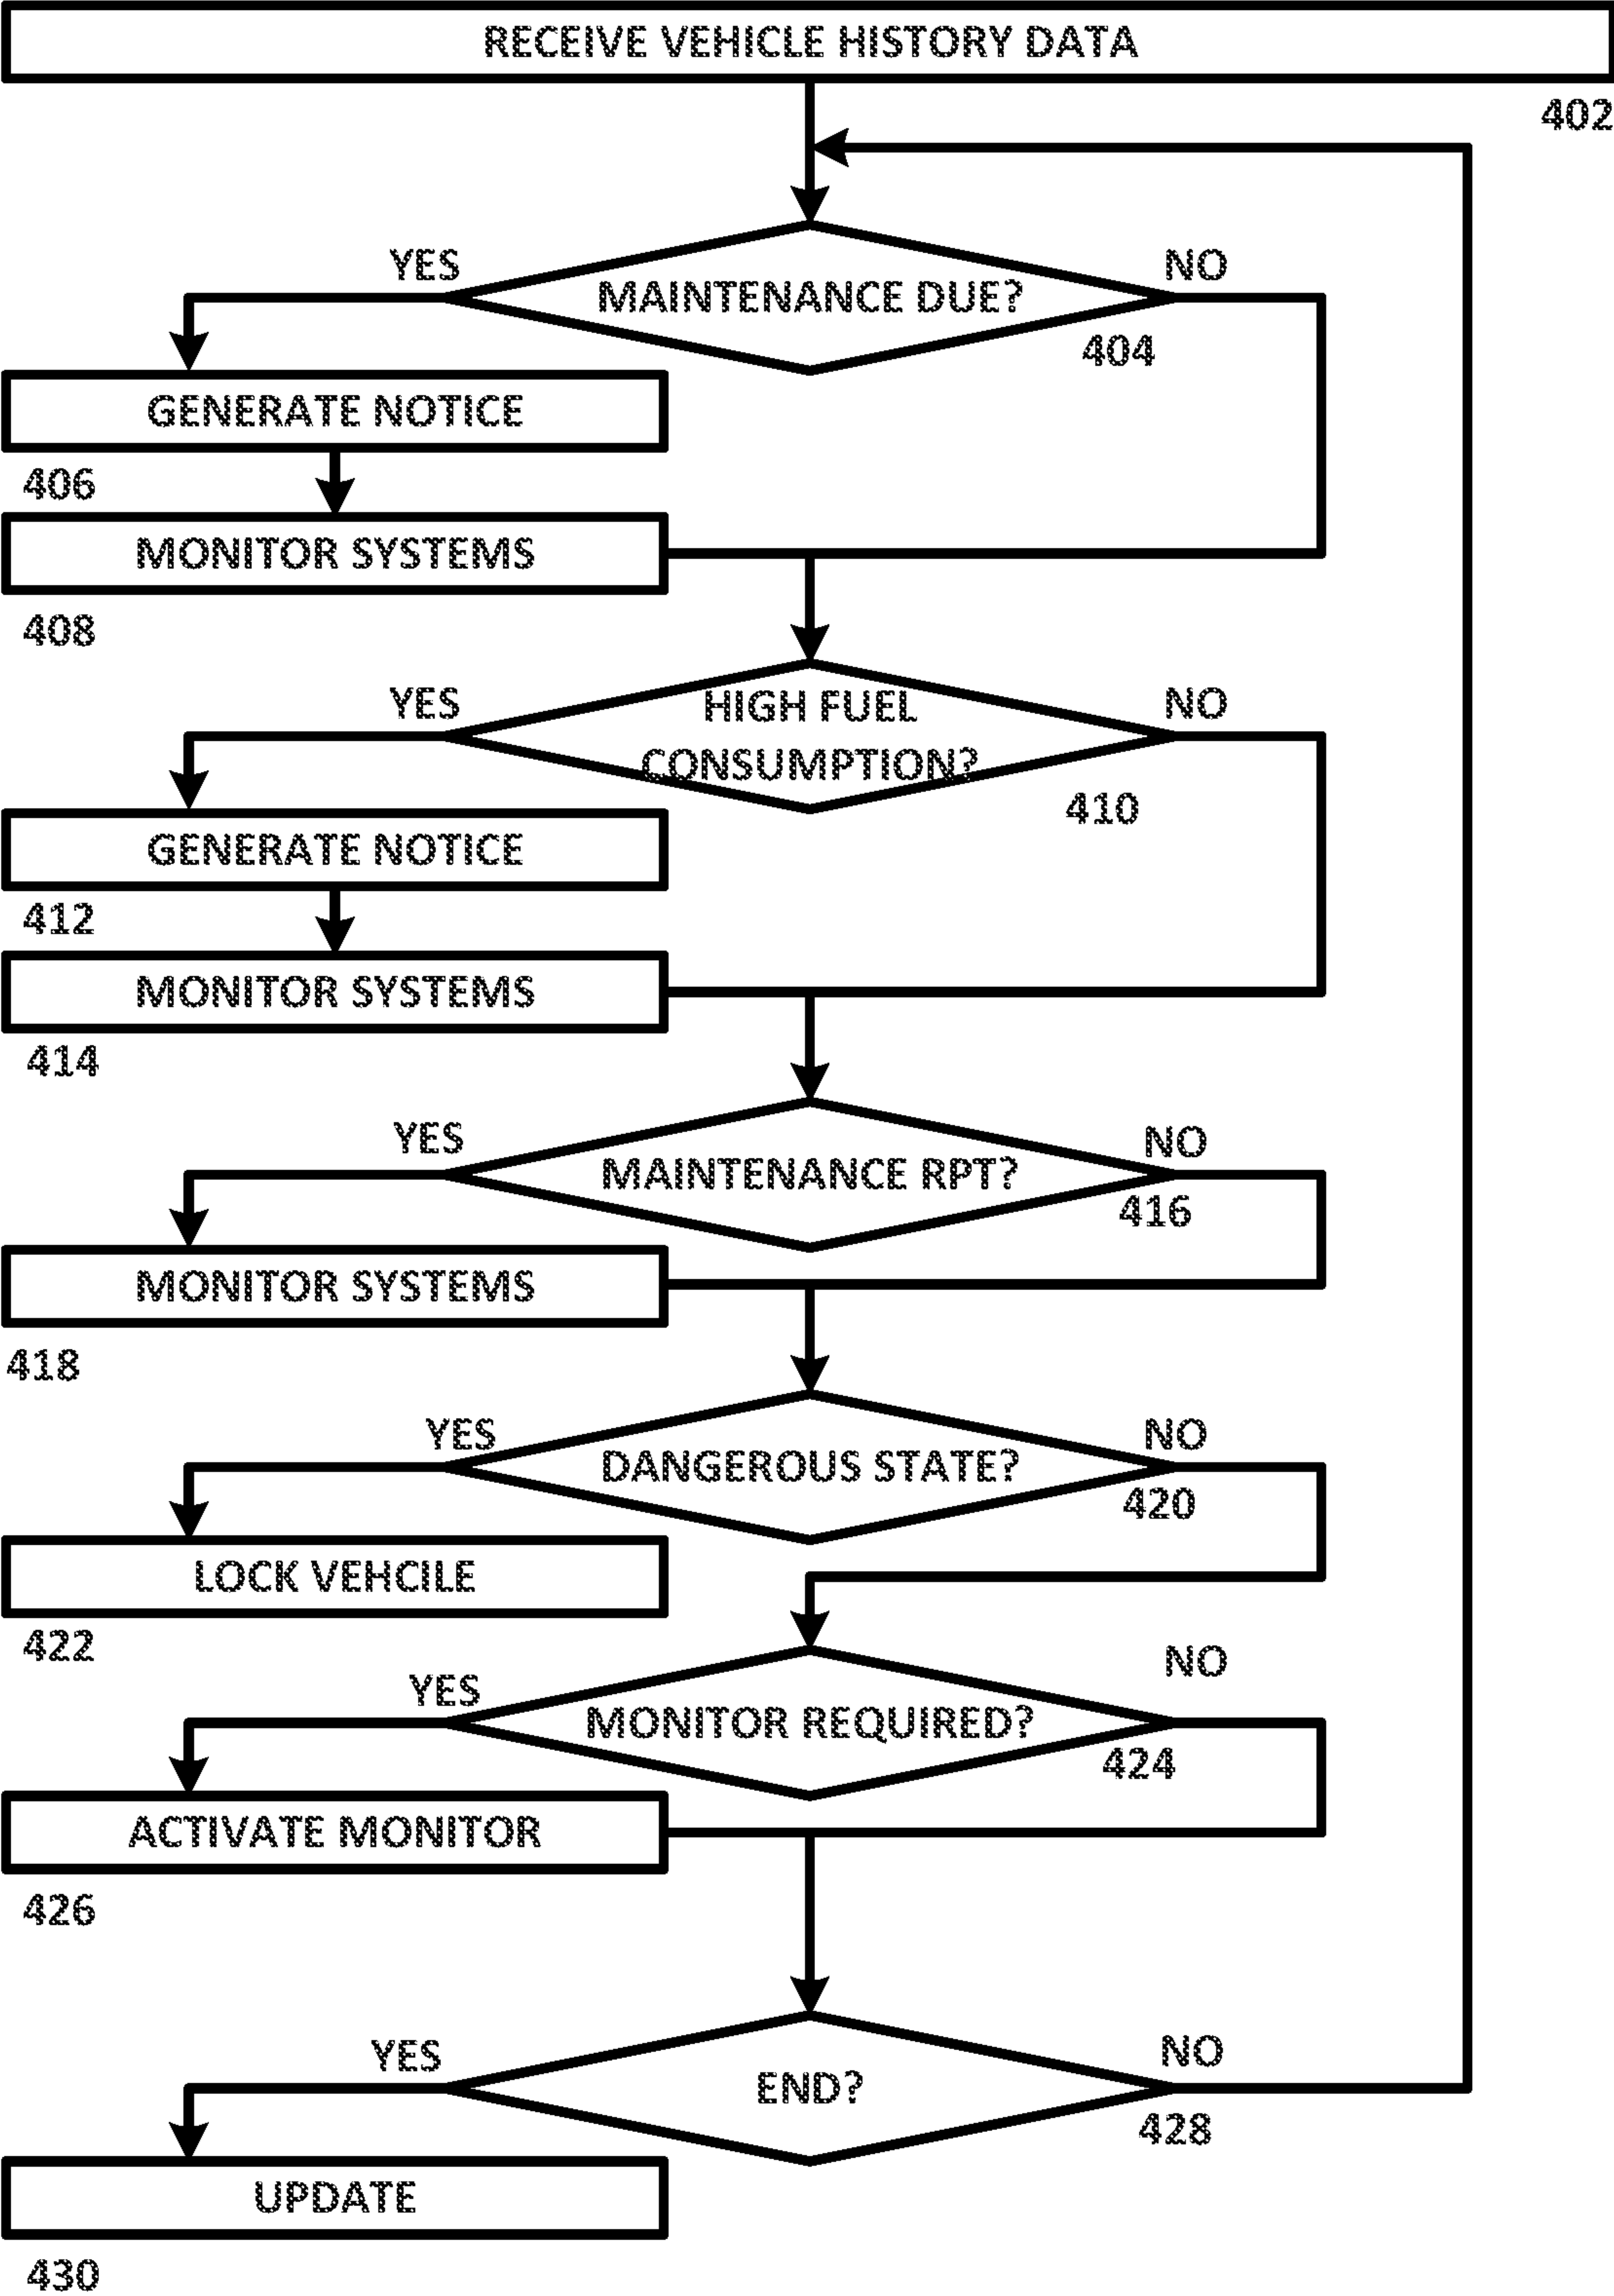 RECEIVE VEHICLE HISTORY DATA
402
YES
NO
MAINTENANCE DUE?
404
GENERATE NOTICE
406
MONITOR SYSTEMS
408
YES
NO
HIGH FUEL
CONSUMPTION?
410
GENERATE NOTICE
412
MONITOR SYSTEMS
414
YES
NO
MAINTENANCE RPT?
416
MONITOR SYSTEMS
418
YES
NO
DANGEROUS STATE?
420
LOCK VEHCILE
422
NO
YES
MONITOR REQUIRED?
424
ACTIVATE MONITOR
426
YES
NO
END?
428
UPDATE
430